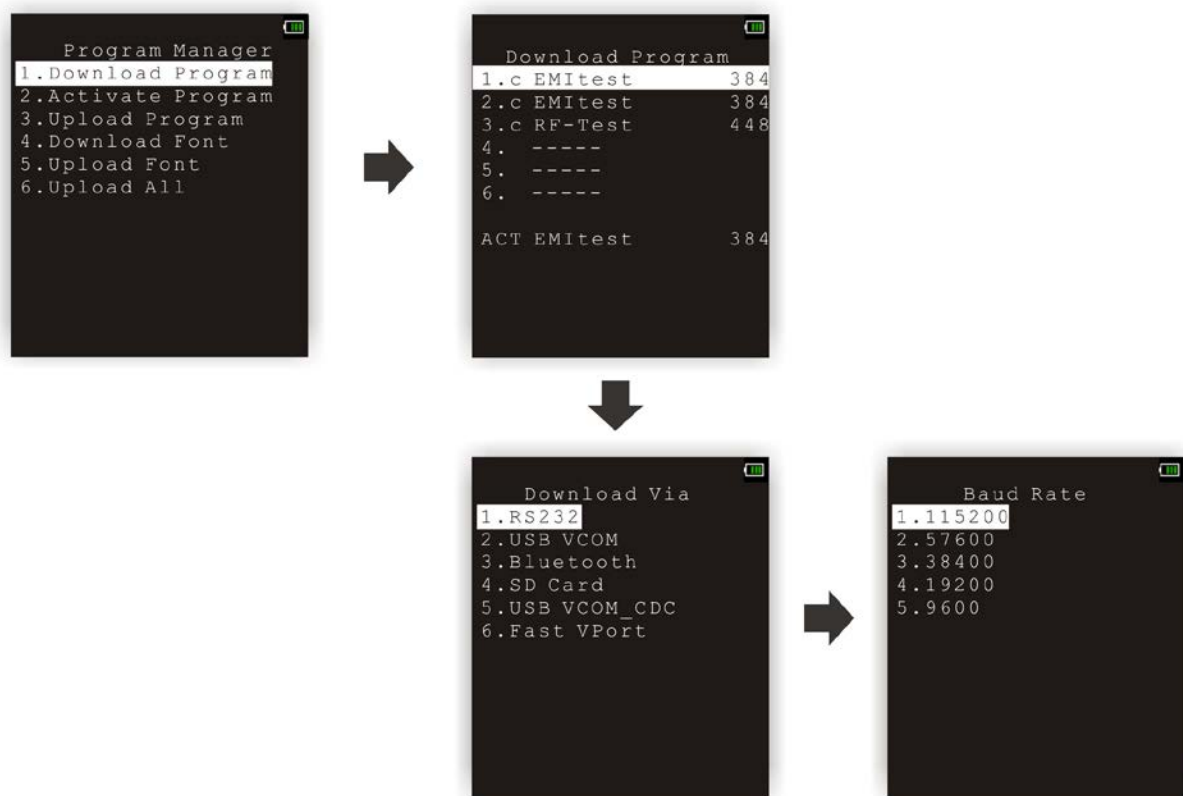 Program Manager
1.Download Program
2.Activate Program
3.Upload Program
4.Download Font
5.Upload Font
6.Upload All
Download Program
1.c EMItest 384
2.c EMItest 384
3.c RF-Test 448
4. -----
5. -----
6. -----
ACT EMItest 384
Download Via
1.RS232
2.USB VCOM
3.Bluetooth
4.SD Card
5.USB VCOM_CDC
6.Fast VPort
Baud Rate
1.115200
2.57600
3.38400
4.19200
5.9600